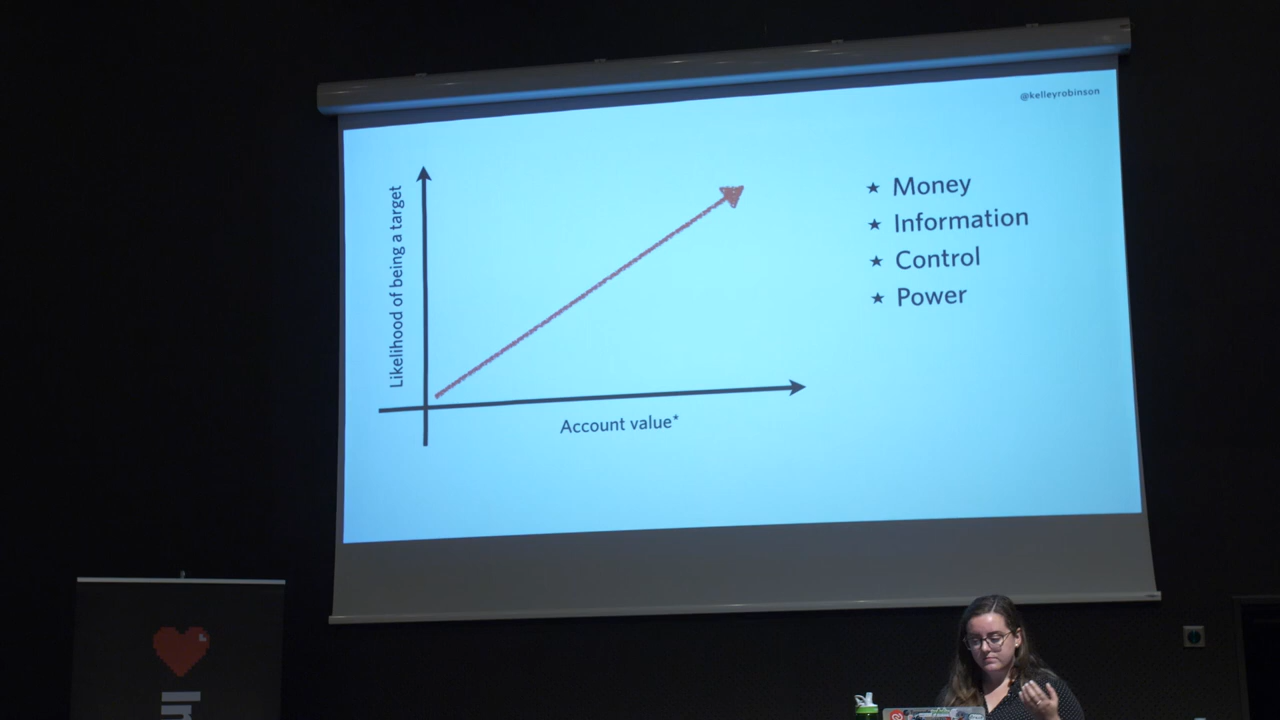 @kelleyrobinson
Likelihood of being a target
Account value*
★ Money
★ Information
★ Control
★ Power